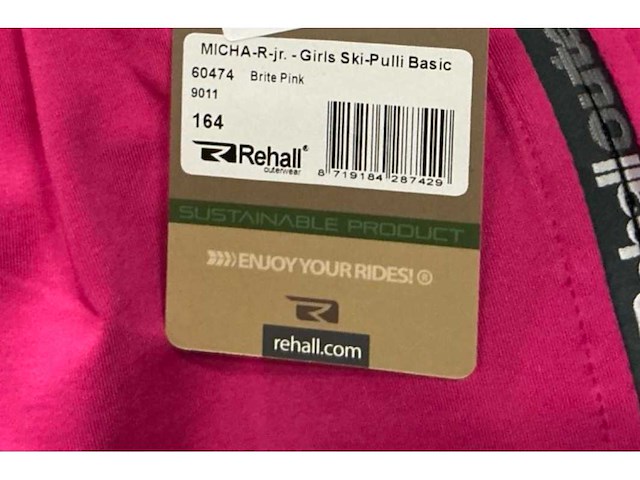 MICHA-R-jr. - Girls Ski-Pulli Basic
60474 Brite Pink
9011
164
Rehall®
outerwear
8 719184 287429
SUSTAINABLE PRODUCT
ENJOY YOUR RIDES! ®
rehall.com